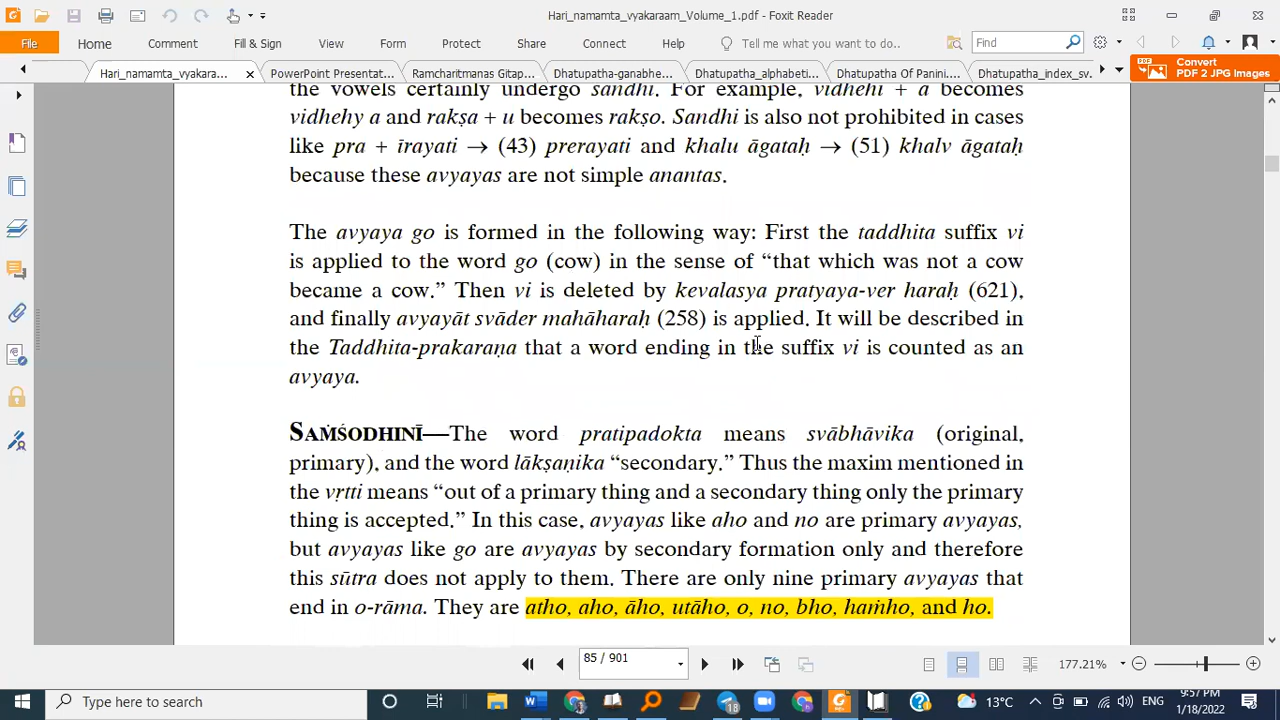 Hari_namamta_vyakaraam_Volume_1.pdf - Foxit Reader
File Home Comment Fill & Sign View Form Protect Share Connect Help Tell me what you do... Find
Hari_namamta_vyakara... × PowerPoint Presentat... Ramcharitmans Gitap... Dhatupatha-ganabhe... Dhatupatha_alphabeti... Dhatupatha Of Panini.... Dhatupatha_index_sv.
Convert
PDF 2 JPG Images
the vowels certainly undergo sandhi. For example, vidhehi + a becomes
vidhehy a and rakṣa + u becomes rakṣo. Sandhi is also not prohibited in cases
like pra + īrayati → (43) prerayati and khalu āgataḥ → (51) khalv āgataḥ
because these avyayas are not simple anantas.
The avyaya go is formed in the following way: First the taddhita suffix vi
is applied to the word go (cow) in the sense of “that which was not a cow
became a cow.” Then vi is deleted by kevalasya pratyaya-ver haraḥ (621),
and finally avyayāt svāder mahāharaḥ (258) is applied. It will be described in
the Taddhita-prakaraṇa that a word ending in the suffix vi is counted as an
avyaya.
SAṀŚODHINĪ—The word pratipadokta means svābhāvika (original,
primary), and the word lākṣaṇika “secondary.” Thus the maxim mentioned in
the vṛtti means “out of a primary thing and a secondary thing only the primary
thing is accepted.” In this case, avyayas like aho and no are primary avyayas,
but avyayas like go are avyayas by secondary formation only and therefore
this sūtra does not apply to them. There are only nine primary avyayas that
end in o-rāma. They are atho, aho, āho, utāho, o, no, bho, haṁho, and ho.
85 / 901 177.21%
Type here to search 13°C ENG 9:57 PM
1/18/2022